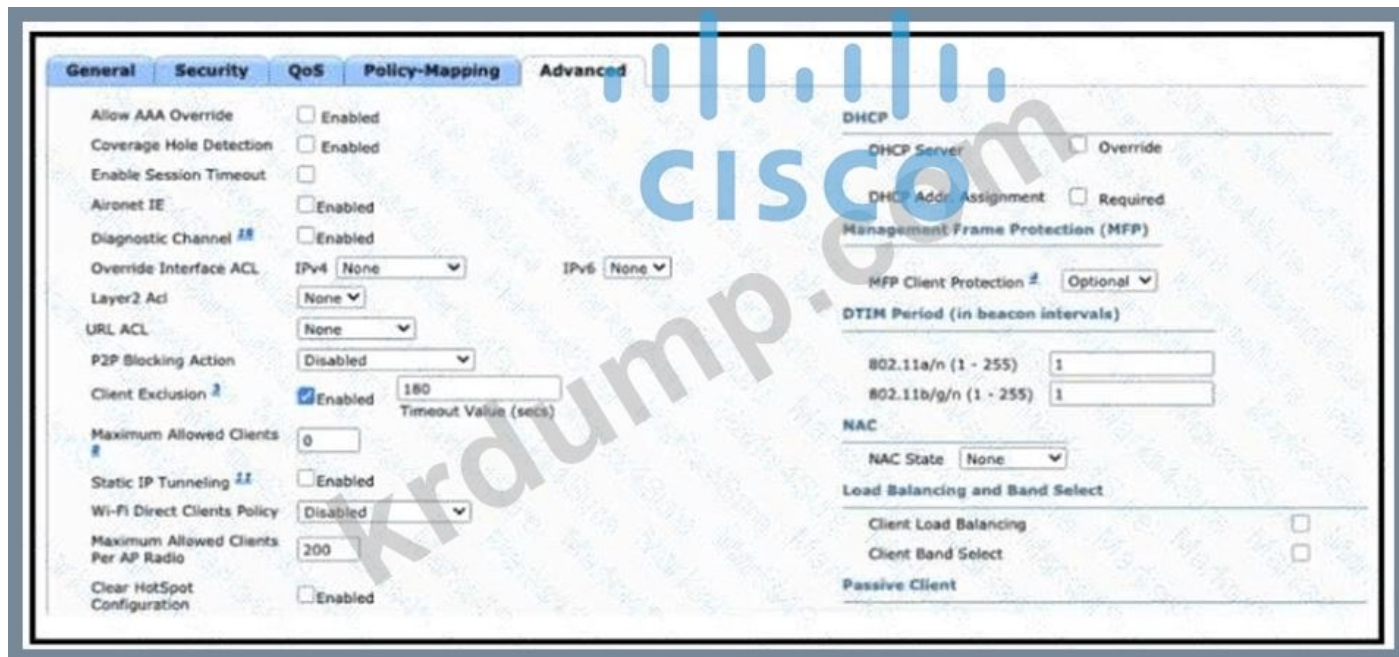 General Security QoS Policy-Mapping Advanced
Allow AAA Override Enabled
Coverage Hole Detection Enabled
Enable Session Timeout
Aironet IE Enabled
Diagnostic Channel 18 Enabled
Override Interface ACL IPv4 None IPv6 None
Layer2 Acl None
URL ACL None
P2P Blocking Action Disabled
Client Exclusion 3 Enabled 180
Timeout Value (secs)
Maximum Allowed Clients 0
8
Static IP Tunneling 11 Enabled
Wi-Fi Direct Clients Policy Disabled
Maximum Allowed Clients
Per AP Radio 200
Clear HotSpot
Configuration Enabled
DHCP
DHCP Server Override
DHCP Addr. Assignment Required
Management Frame Protection (MFP)
MFP Client Protection 4 Optional
DTIM Period (in beacon intervals)
802.11a/n (1 - 255) 1
802.11b/g/n (1 - 255) 1
NAC
NAC State None
Load Balancing and Band Select
Client Load Balancing
Client Band Select
Passive Client
CISCO
krdump.com